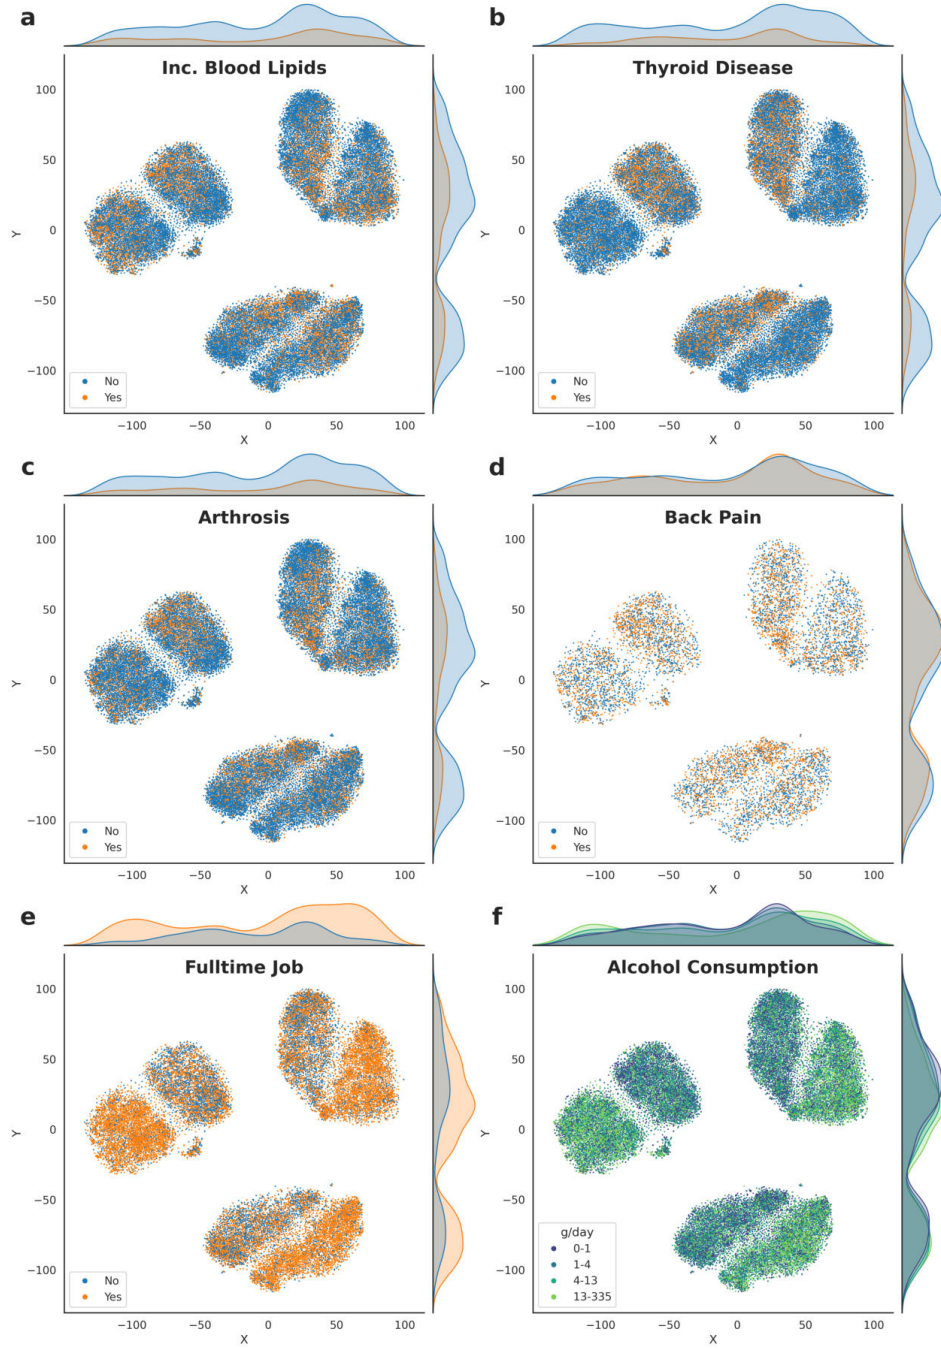 a
Inc. Blood Lipids
100
50
0
−50
−100
Y
No
Yes
−100 −50 0 50 100
X
b
Thyroid Disease
100
50
0
−50
−100
Y
No
Yes
−100 −50 0 50 100
X
c
Arthrosis
100
50
0
−50
−100
Y
No
Yes
−100 −50 0 50 100
X
d
Back Pain
100
50
0
−50
−100
Y
No
Yes
−100 −50 0 50 100
X
e
Fulltime Job
100
50
0
−50
−100
Y
No
Yes
−100 −50 0 50 100
X
f
Alcohol Consumption
100
50
0
−50
−100
Y
g/day
0-1
1-4
4-13
13-335
−100 −50 0 50 100
X